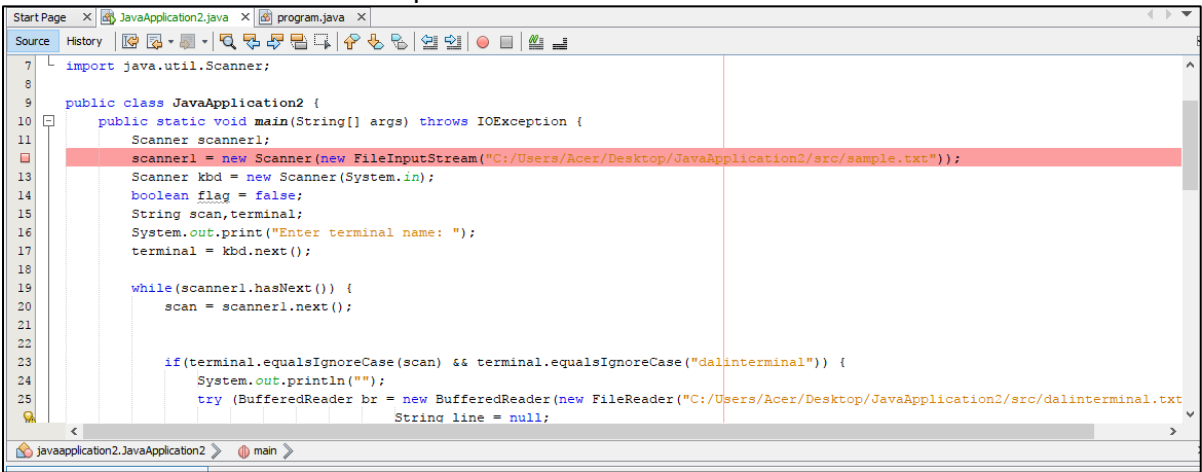 Start Page JavaApplication2.java program.java
Source History
7 import java.util.Scanner;
8
9 public class JavaApplication2 {
10 public static void main(String[] args) throws IOException {
11 Scanner scanner1;
scanner1 = new Scanner(new FileInputStream("C:/Users/Acer/Desktop/JavaApplication2/src/sample.txt"));
13 Scanner kbd = new Scanner(System.in);
14 boolean flag = false;
15 String scan,terminal;
16 System.out.print("Enter terminal name: ");
17 terminal = kbd.next();
18
19 while(scanner1.hasNext()) {
20 scan = scanner1.next();
21
22
23 if(terminal.equalsIgnoreCase(scan) && terminal.equalsIgnoreCase("dalinterminal")) {
24 System.out.println("");
25 try (BufferedReader br = new BufferedReader(new FileReader("C:/Users/Acer/Desktop/JavaApplication2/src/dalinterminal.txt
String line = null;
javaapplication2.JavaApplication2 main